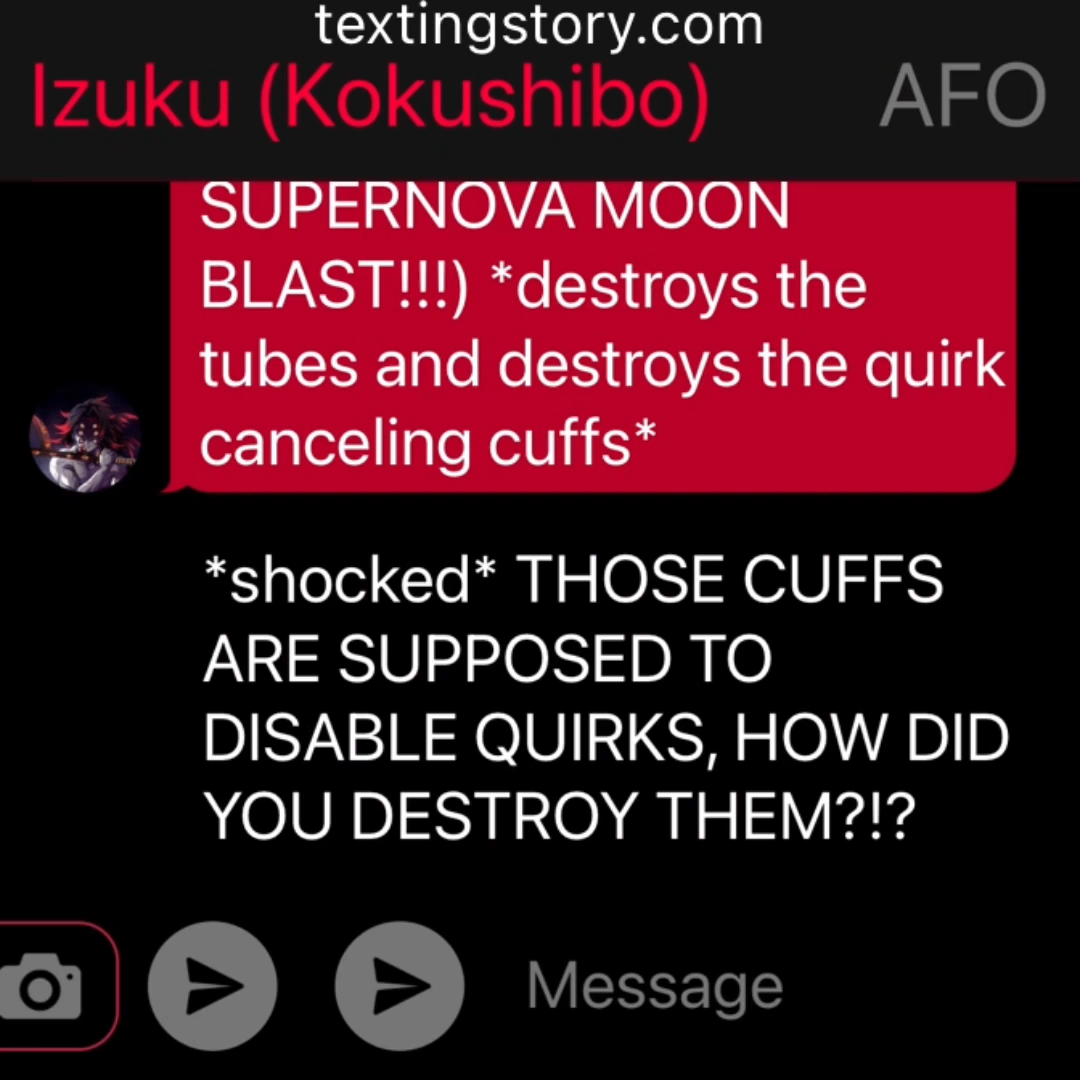 textingstory.com
Izuku (Kokushibo) AFO
SUPERNOVA MOON
BLAST!!!) *destroys the
tubes and destroys the quirk
canceling cuffs*
*shocked* THOSE CUFFS
ARE SUPPOSED TO
DISABLE QUIRKS, HOW DID
YOU DESTROY THEM?!?
Message